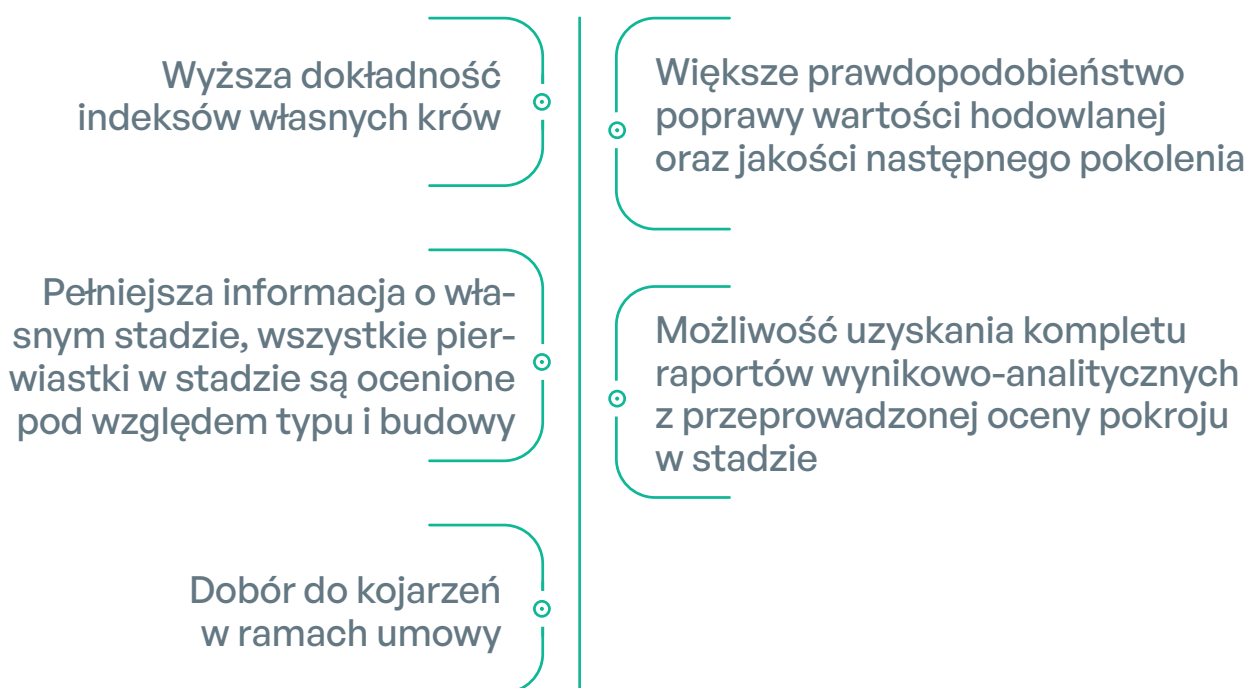 Wyższa dokładność
indeksów własnych krów
Większe prawdopodobieństwo
poprawy wartości hodowlanej
oraz jakości następnego pokolenia
Pełniejsza informacja o wła-
snym stadzie, wszystkie pier-
wiastki w stadzie są ocenione
pod względem typu i budowy
Możliwość uzyskania kompletu
raportów wynikowo-analitycznych
z przeprowadzonej oceny pokroju
w stadzie
Dobór do kojarzeń
w ramach umowy